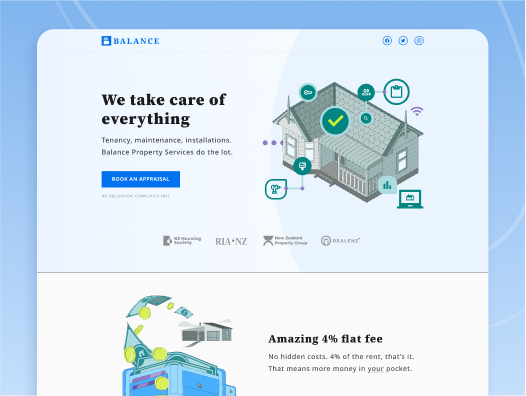 BALANCE
We take care of
everything
Tenancy, maintenance, installations.
Balance Property Services do the lot.
BOOK AN APPRAISAL
NO OBLIGATION, COMPLETELY FREE
NZ Housing
Society
RIA•NZ
New Zealand
Property Group
REALENZ
Amazing 4% flat fee
No hidden costs. 4% of the rent, that's it.
That means more money in your pocket.